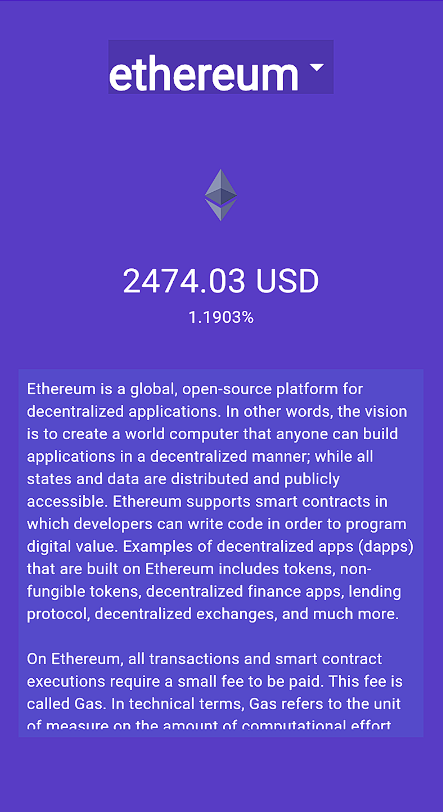 ethereum
2474.03 USD
1.1903%
Ethereum is a global, open-source platform for
decentralized applications. In other words, the vision
is to create a world computer that anyone can build
applications in a decentralized manner; while all
states and data are distributed and publicly
accessible. Ethereum supports smart contracts in
which developers can write code in order to program
digital value. Examples of decentralized apps (dapps)
that are built on Ethereum includes tokens, non-
fungible tokens, decentralized finance apps, lending
protocol, decentralized exchanges, and much more.
On Ethereum, all transactions and smart contract
executions require a small fee to be paid. This fee is
called Gas. In technical terms, Gas refers to the unit
of measure on the amount of computational effort